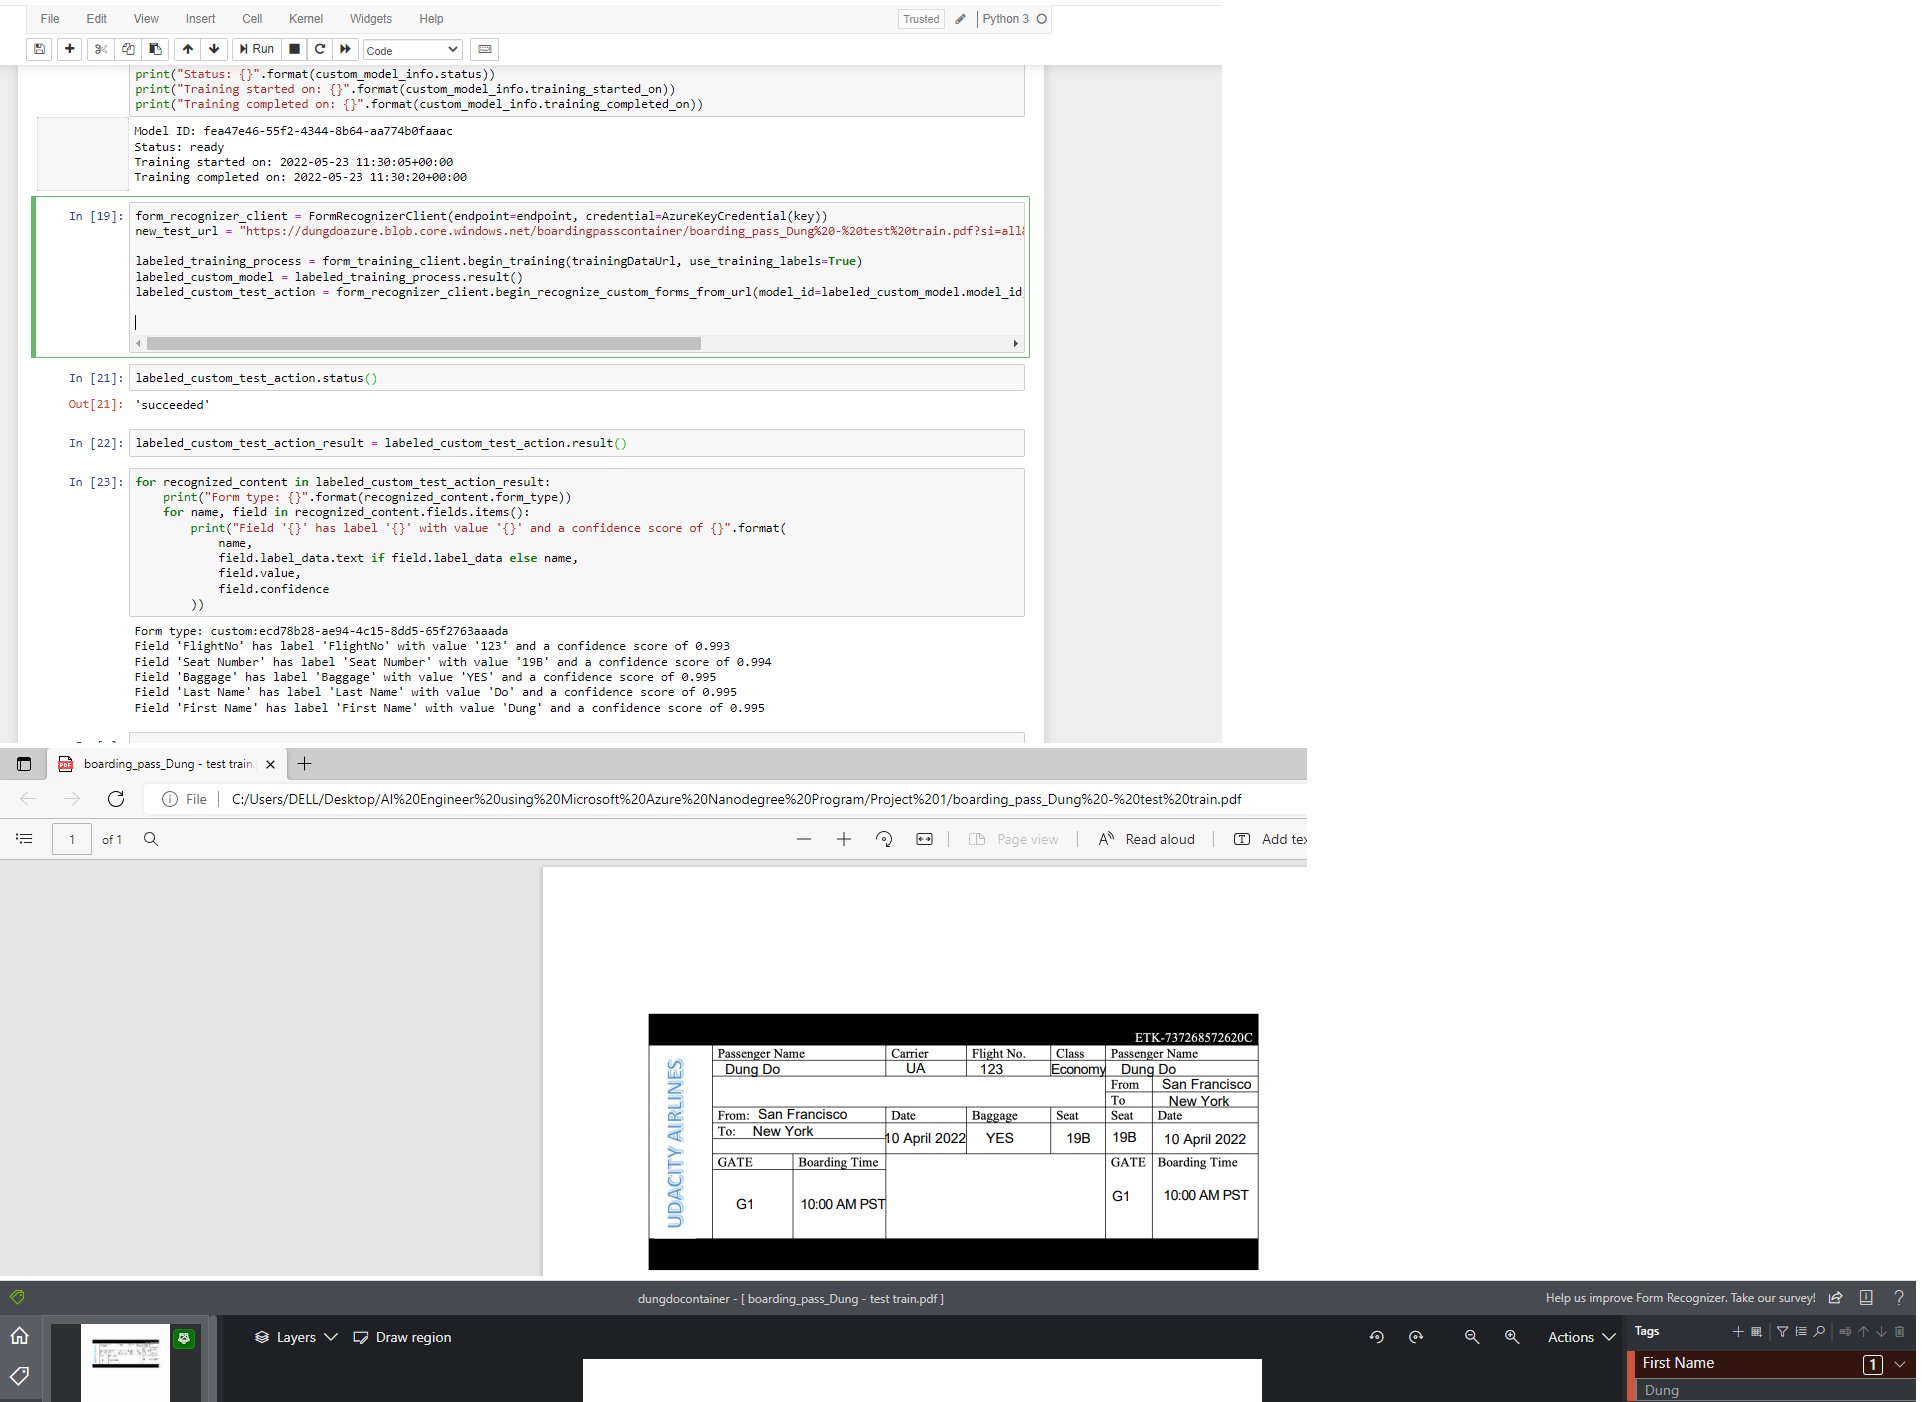 File Edit View Insert Cell Kernel Widgets Help Trusted Python 3
Run Code
print("Status: {}".format(custom_model_info.status))
print("Training started on: {}".format(custom_model_info.training_started_on))
print("Training completed on: {}".format(custom_model_info.training_completed_on))
Model ID: fea47e46-55f2-4344-8b64-aa774b0faaac
Status: ready
Training started on: 2022-05-23 11:30:05+00:00
Training completed on: 2022-05-23 11:30:20+00:00
In [19]: form_recognizer_client = FormRecognizerClient(endpoint=endpoint, credential=AzureKeyCredential(key))
new_test_url = "https://dungdoazure.blob.core.windows.net/boardingpasscontainer/boarding_pass_Dung%20-%20test%20train.pdf?si=all&
labeled_training_process = form_training_client.begin_training(trainingDataUrl, use_training_labels=True)
labeled_custom_model = labeled_training_process.result()
labeled_custom_test_action = form_recognizer_client.begin_recognize_custom_forms_from_url(model_id=labeled_custom_model.model_id
In [21]: labeled_custom_test_action.status()
Out[21]: 'succeeded'
In [22]: labeled_custom_test_action_result = labeled_custom_test_action.result()
In [23]: for recognized_content in labeled_custom_test_action_result:
print("Form type: {}".format(recognized_content.form_type))
for name, field in recognized_content.fields.items():
print("Field '{}' has label '{}' with value '{}' and a confidence score of {}".format(
name,
field.label_data.text if field.label_data else name,
field.value,
field.confidence
))
Form type: custom:ecd78b28-ae94-4c15-8dd5-65f2763aaada
Field 'FlightNo' has label 'FlightNo' with value '123' and a confidence score of 0.993
Field 'Seat Number' has label 'Seat Number' with value '19B' and a confidence score of 0.994
Field 'Baggage' has label 'Baggage' with value 'YES' and a confidence score of 0.995
Field 'Last Name' has label 'Last Name' with value 'Do' and a confidence score of 0.995
Field 'First Name' has label 'First Name' with value 'Dung' and a confidence score of 0.995
boarding_pass_Dung - test train.
File C:/Users/DELL/Desktop/AI%20Engineer%20using%20Microsoft%20Azure%20Nanodegree%20Program/Project%201/boarding_pass_Dung%20-%20test%20train.pdf
1 of 1 Page view Read aloud Add tex
ETK-737268572620C
UDACITY AIRLINES
Passenger Name Carrier Flight No. Class Passenger Name
Dung Do UA 123 Economy Dung Do
From San Francisco
To New York
From: San Francisco Date Baggage Seat Seat Date
To: New York 10 April 2022 YES 19B 19B 10 April 2022
GATE Boarding Time GATE Boarding Time
G1 10:00 AM PST G1 10:00 AM PST
dungdocontainer - [ boarding_pass_Dung - test train.pdf ] Help us improve Form Recognizer. Take our survey!
Layers Draw region Actions Tags
First Name 1
Dung